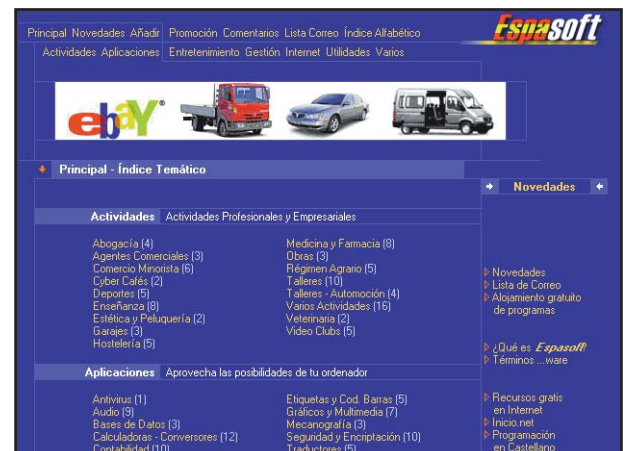 Principal Novedades Añadir Promoción Comentarios Lista Correo Índice Alfabético
Espasoft
Actividades Aplicaciones Entretenimiento Gestión Internet Utilidades Varios
ebaY®
Principal - Índice Temático
Novedades
Actividades Actividades Profesionales y Empresariales
Abogacía (4)
Agentes Comerciales (3)
Comercio Minorista (6)
Cyber Cafés (2)
Deportes (5)
Enseñanza (8)
Estética y Peluquería (2)
Garajes (3)
Hostelería (5)
Medicina y Farmacia (8)
Obras (3)
Régimen Agrario (5)
Talleres (10)
Talleres - Automoción (4)
Varios Actividades (16)
Veterinaria (2)
Video Clubs (5)
Aplicaciones Aprovecha las posibilidades de tu ordenador
Antivirus (1)
Audio (9)
Bases de Datos (3)
Calculadoras - Conversores (12)
Contabilidad (10)
Etiquetas y Cod. Barras (5)
Gráficos y Multimedia (7)
Mecanografía (3)
Seguridad y Encriptación (10)
Traductores (5)
Novedades
Lista de Correo
Alojamiento gratuito
de programas
¿Qué es Espasoft?
Términos ...ware
Recursos gratis
en Internet
Inicio.net
Programación
en Castellano